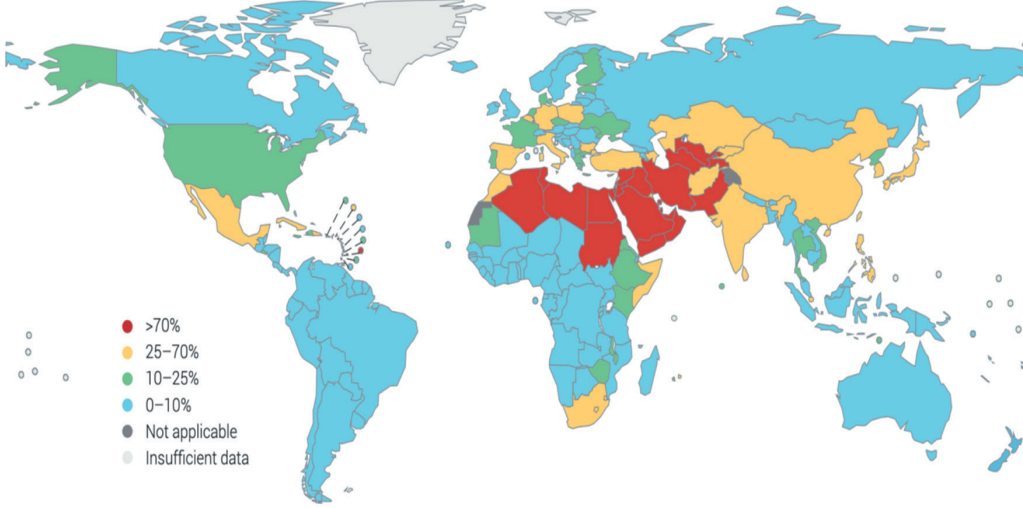 >70%
25–70%
10–25%
0–10%
Not applicable
Insufficient data